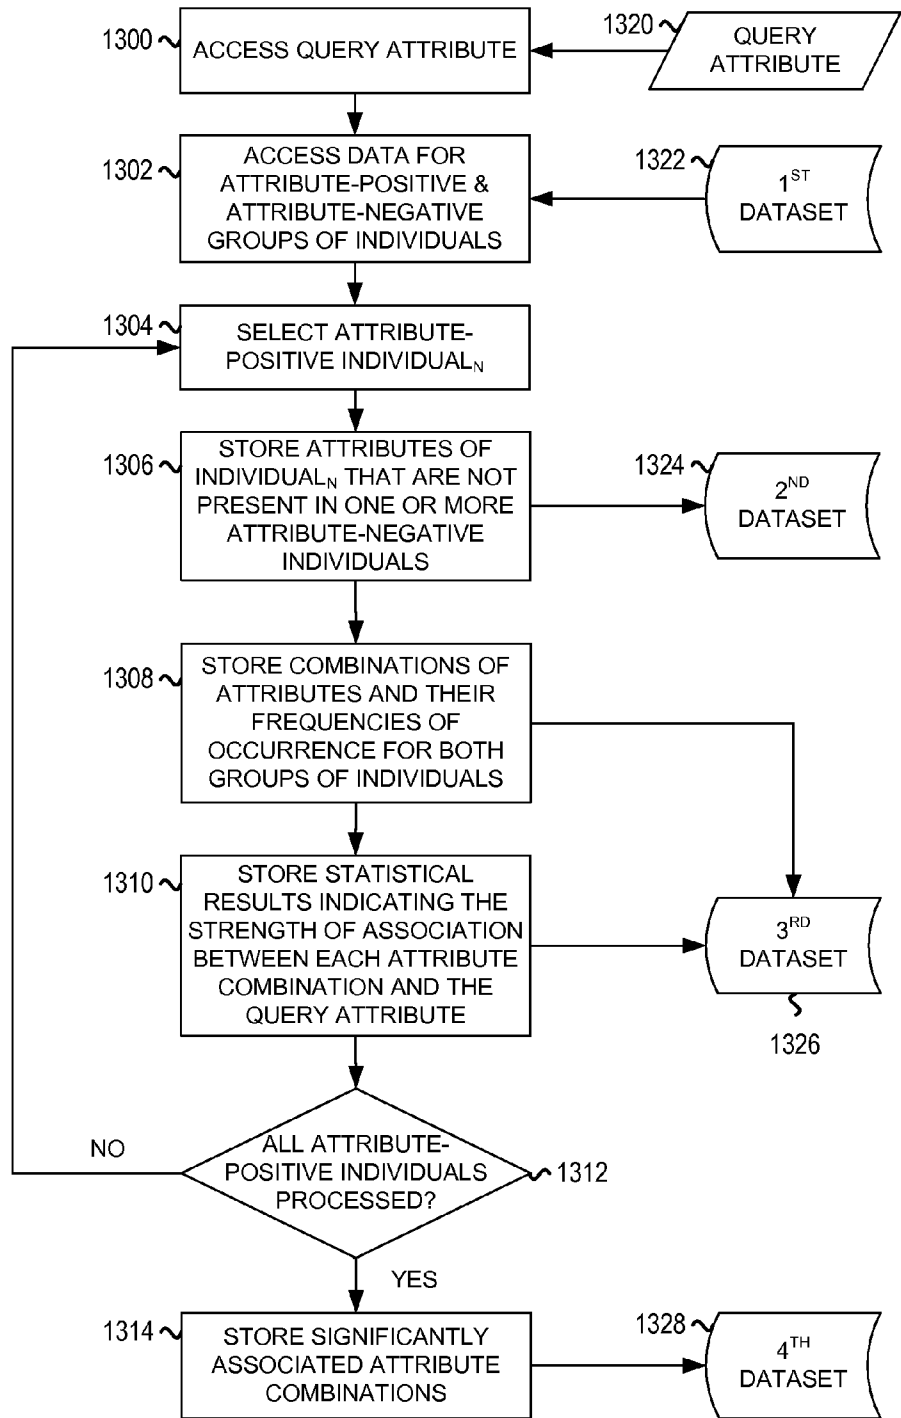 1300
ACCESS QUERY ATTRIBUTE
1320
QUERY
ATTRIBUTE
1302
ACCESS DATA FOR
ATTRIBUTE-POSITIVE &
ATTRIBUTE-NEGATIVE
GROUPS OF INDIVIDUALS
1322
1ST
DATASET
1304
SELECT ATTRIBUTE-
POSITIVE INDIVIDUALN
1306
STORE ATTRIBUTES OF
INDIVIDUALN THAT ARE NOT
PRESENT IN ONE OR MORE
ATTRIBUTE-NEGATIVE
INDIVIDUALS
1324
2ND
DATASET
1308
STORE COMBINATIONS OF
ATTRIBUTES AND THEIR
FREQUENCIES OF
OCCURRENCE FOR BOTH
GROUPS OF INDIVIDUALS
1310
STORE STATISTICAL
RESULTS INDICATING THE
STRENGTH OF ASSOCIATION
BETWEEN EACH ATTRIBUTE
COMBINATION AND THE
QUERY ATTRIBUTE
3RD
DATASET
1326
NO
ALL ATTRIBUTE-
POSITIVE INDIVIDUALS
PROCESSED?
1312
YES
1314
STORE SIGNIFICANTLY
ASSOCIATED ATTRIBUTE
COMBINATIONS
1328
4TH
DATASET